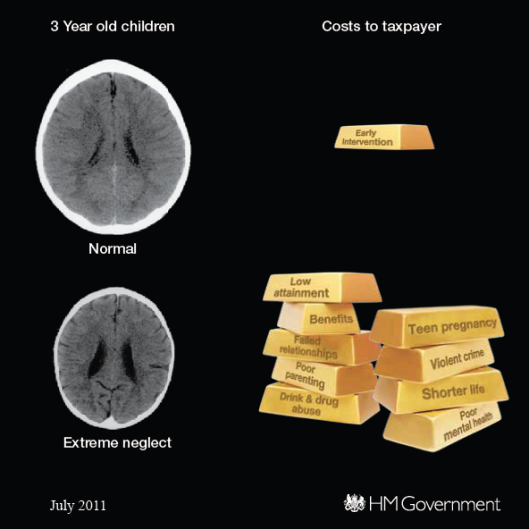 3 Year old children
Costs to taxpayer
Early
Intervention
Normal
Low
attainment
Benefits
Failed
relationships
Poor
parenting
Drink & drug
abuse
Teen pregnancy
Violent crime
Shorter life
Poor
mental health
Extreme neglect
July 2011
HM Government